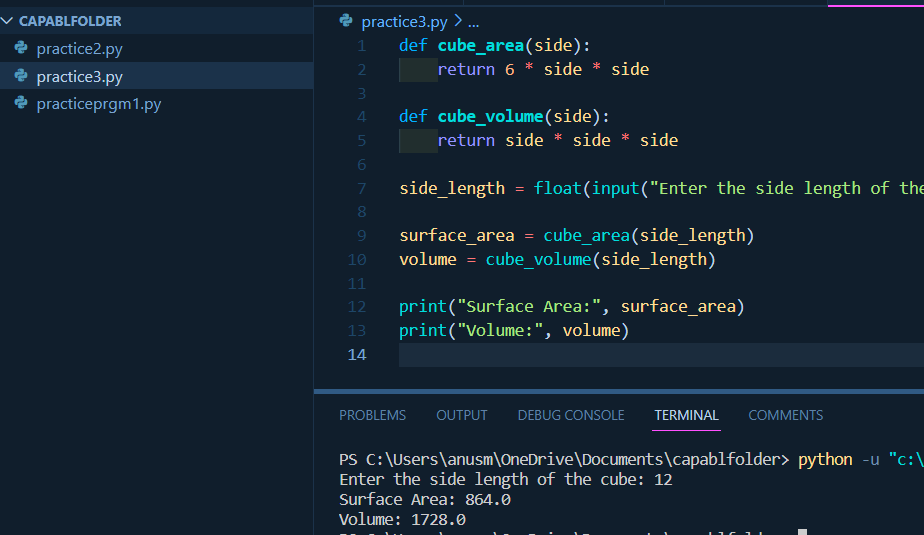 CAPABLFOLDER
practice2.py
practice3.py
practiceprgm1.py
practice3.py > ...
1 def cube_area(side):
2     return 6 * side * side
3
4 def cube_volume(side):
5     return side * side * side
6
7 side_length = float(input("Enter the side length of the
8
9 surface_area = cube_area(side_length)
10 volume = cube_volume(side_length)
11
12 print("Surface Area:", surface_area)
13 print("Volume:", volume)
14
PROBLEMS OUTPUT DEBUG CONSOLE TERMINAL COMMENTS
PS C:\Users\anusm\OneDrive\Documents\capablfolder> python -u "c:\
Enter the side length of the cube: 12
Surface Area: 864.0
Volume: 1728.0